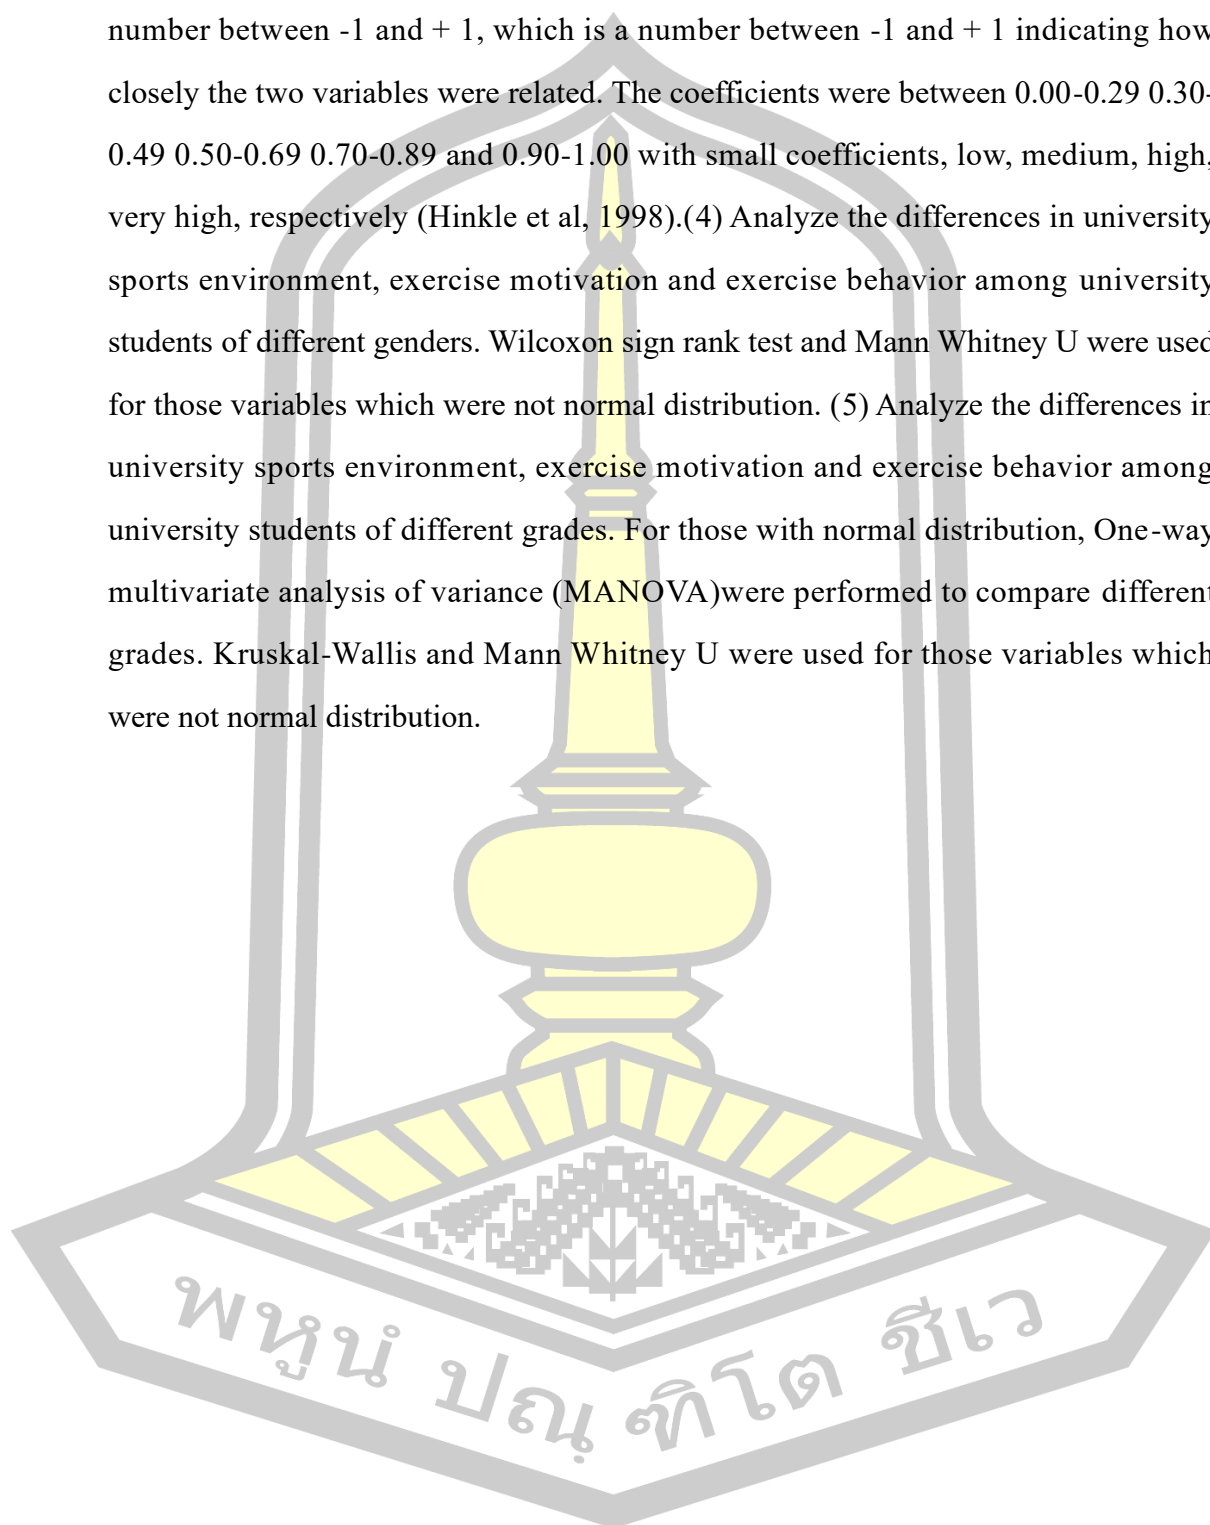 number between -1 and + 1, which is a number between -1 and + 1 indicating how
closely the two variables were related. The coefficients were between 0.00-0.29 0.30-
0.49 0.50-0.69 0.70-0.89 and 0.90-1.00 with small coefficients, low, medium, high,
very high, respectively (Hinkle et al, 1998).(4) Analyze the differences in university
sports environment, exercise motivation and exercise behavior among university
students of different genders. Wilcoxon sign rank test and Mann Whitney U were used
for those variables which were not normal distribution. (5) Analyze the differences in
university sports environment, exercise motivation and exercise behavior among
university students of different grades. For those with normal distribution, One-way
multivariate analysis of variance (MANOVA)were performed to compare different
grades. Kruskal-Wallis and Mann Whitney U were used for those variables which
were not normal distribution.
พหูนํ ปณฺฑิโต ชีเว